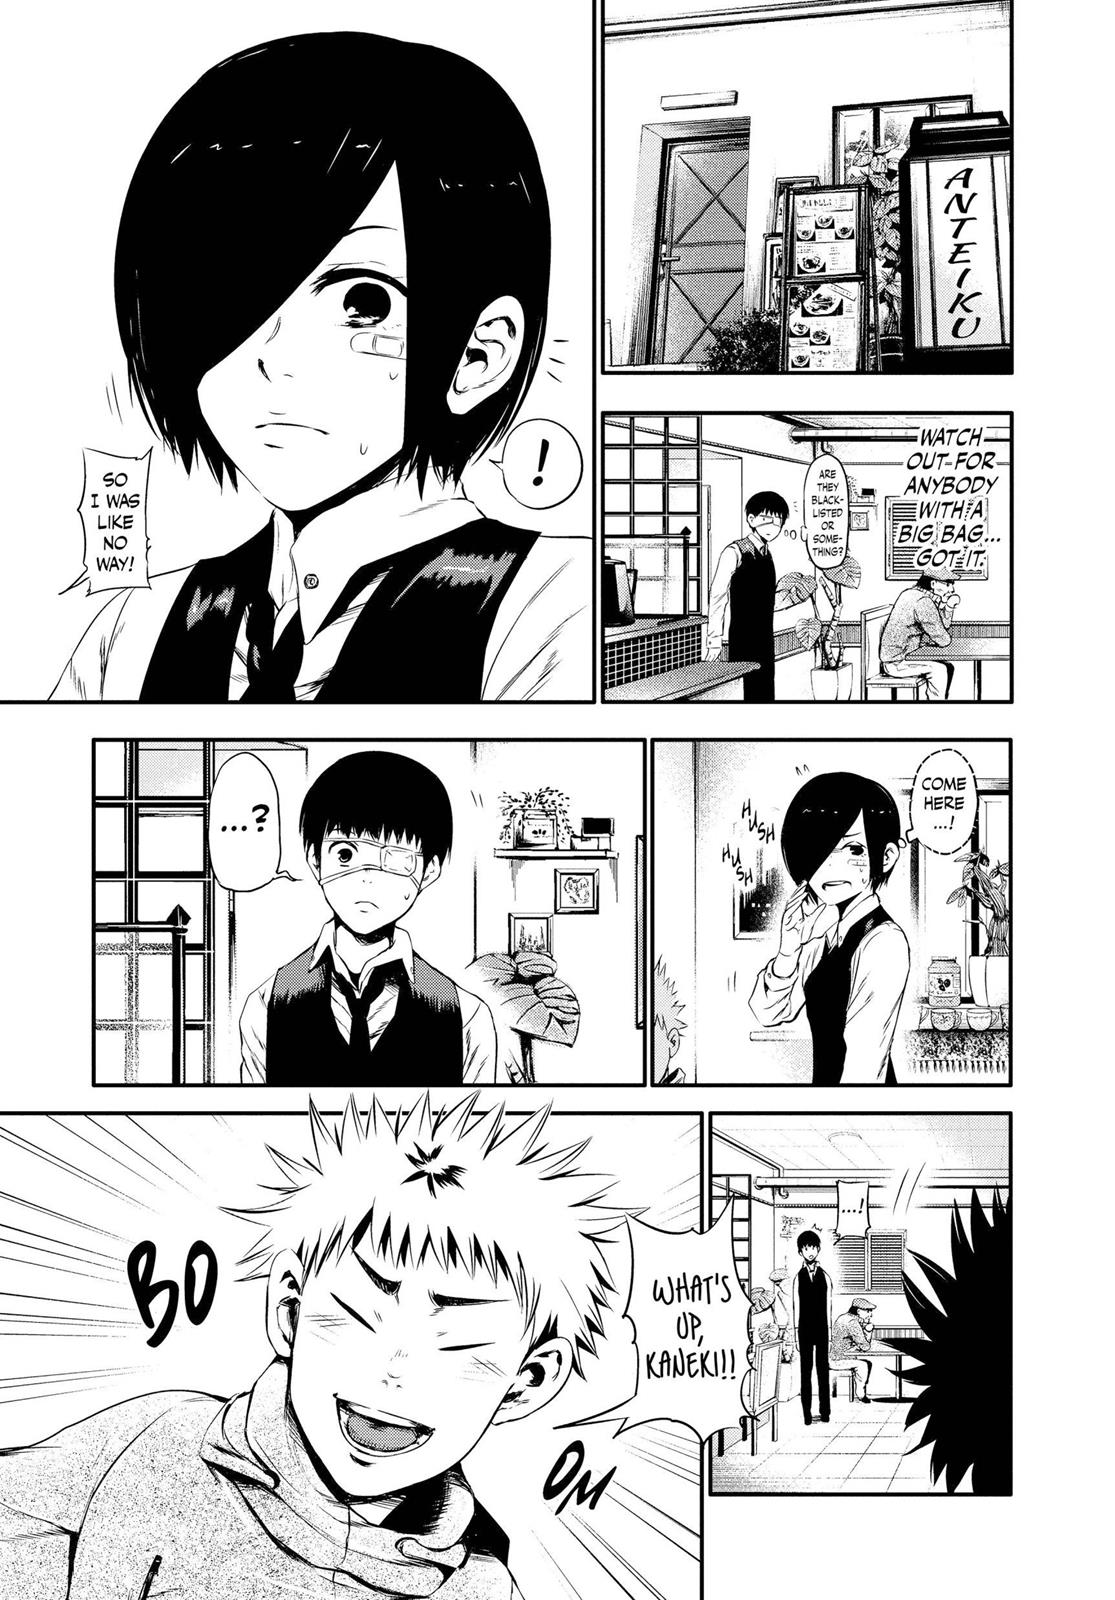 ANTEIKU
WATCH
OUT FOR
ANYBODY
WITH A
BIG BAG...
GOT IT.
ARE
THEY
BLACK-
LISTED
OR
SOME-
THING?
!
SO
I WAS
LIKE
NO
WAY!
COME
HERE
...!
HUSH
HUSH
...?
...!
WHAT'S
UP,
KANEKI!!
BO
OM